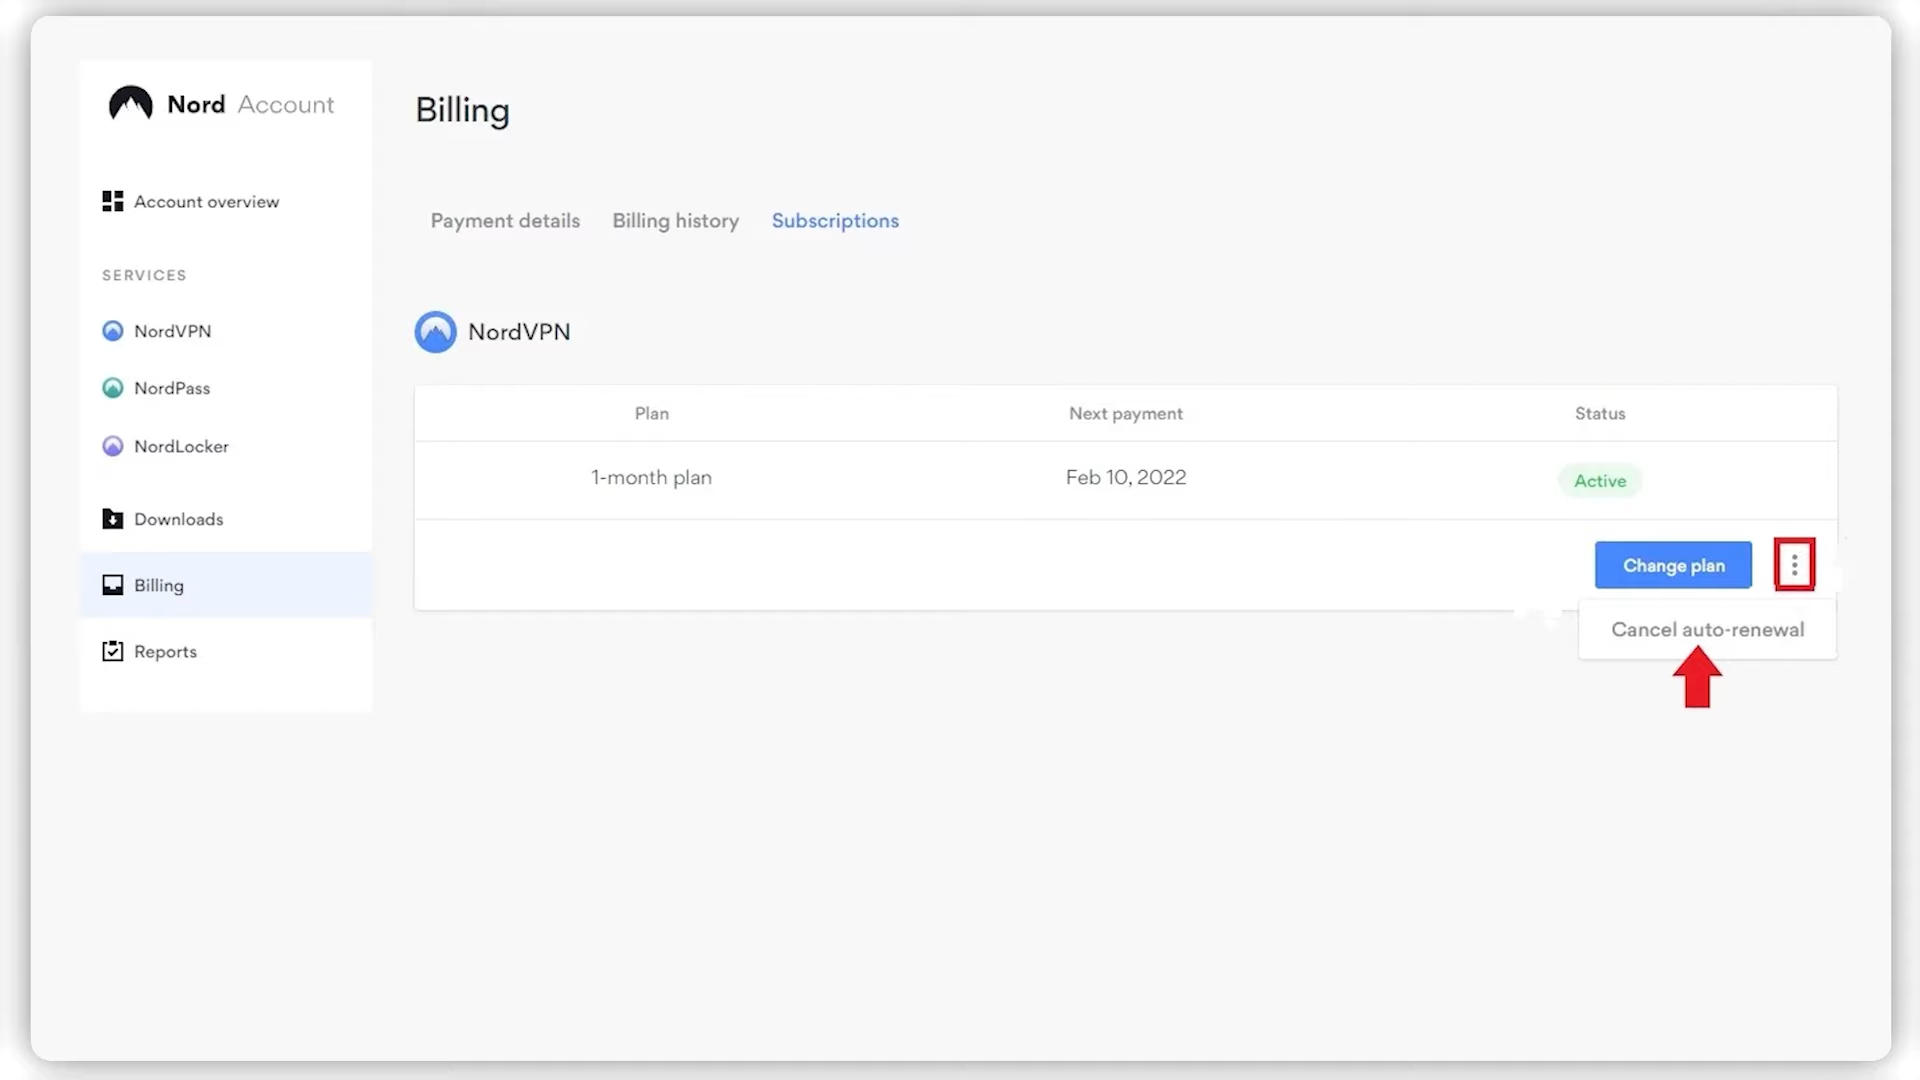 Nord Account
Account overview
SERVICES
NordVPN
NordPass
NordLocker
Downloads
Billing
Reports
Billing
Payment details Billing history Subscriptions
NordVPN
Plan Next payment Status
1-month plan Feb 10, 2022 Active
Change plan
Cancel auto-renewal